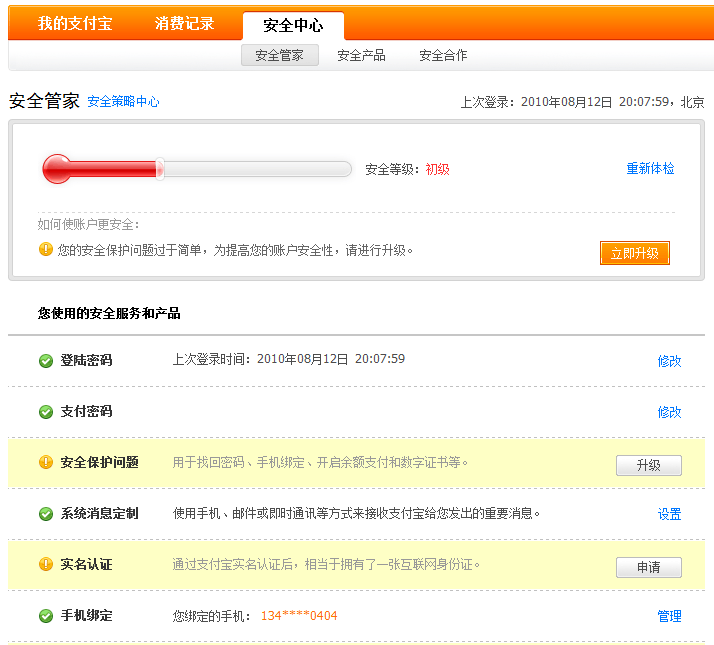 我的支付宝 消费记录 安全中心
安全管家 安全产品 安全合作
安全管家 安全策略中心 上次登录：2010年08月12日 20:07:59，北京
安全等级：初级 重新体检
如何使账户更安全：
您的安全保护问题过于简单，为提高您的账户安全性，请进行升级。 立即升级
您使用的安全服务和产品
登陆密码 上次登录时间：2010年08月12日 20:07:59 修改
支付密码 修改
安全保护问题 用于找回密码、手机绑定、开启余额支付和数字证书等。 升级
系统消息定制 使用手机、邮件或即时通讯等方式来接收支付宝给您发出的重要消息。 设置
实名认证 通过支付宝实名认证后，相当于拥有了一张互联网身份证。 申请
手机绑定 您绑定的手机： 134****0404 管理